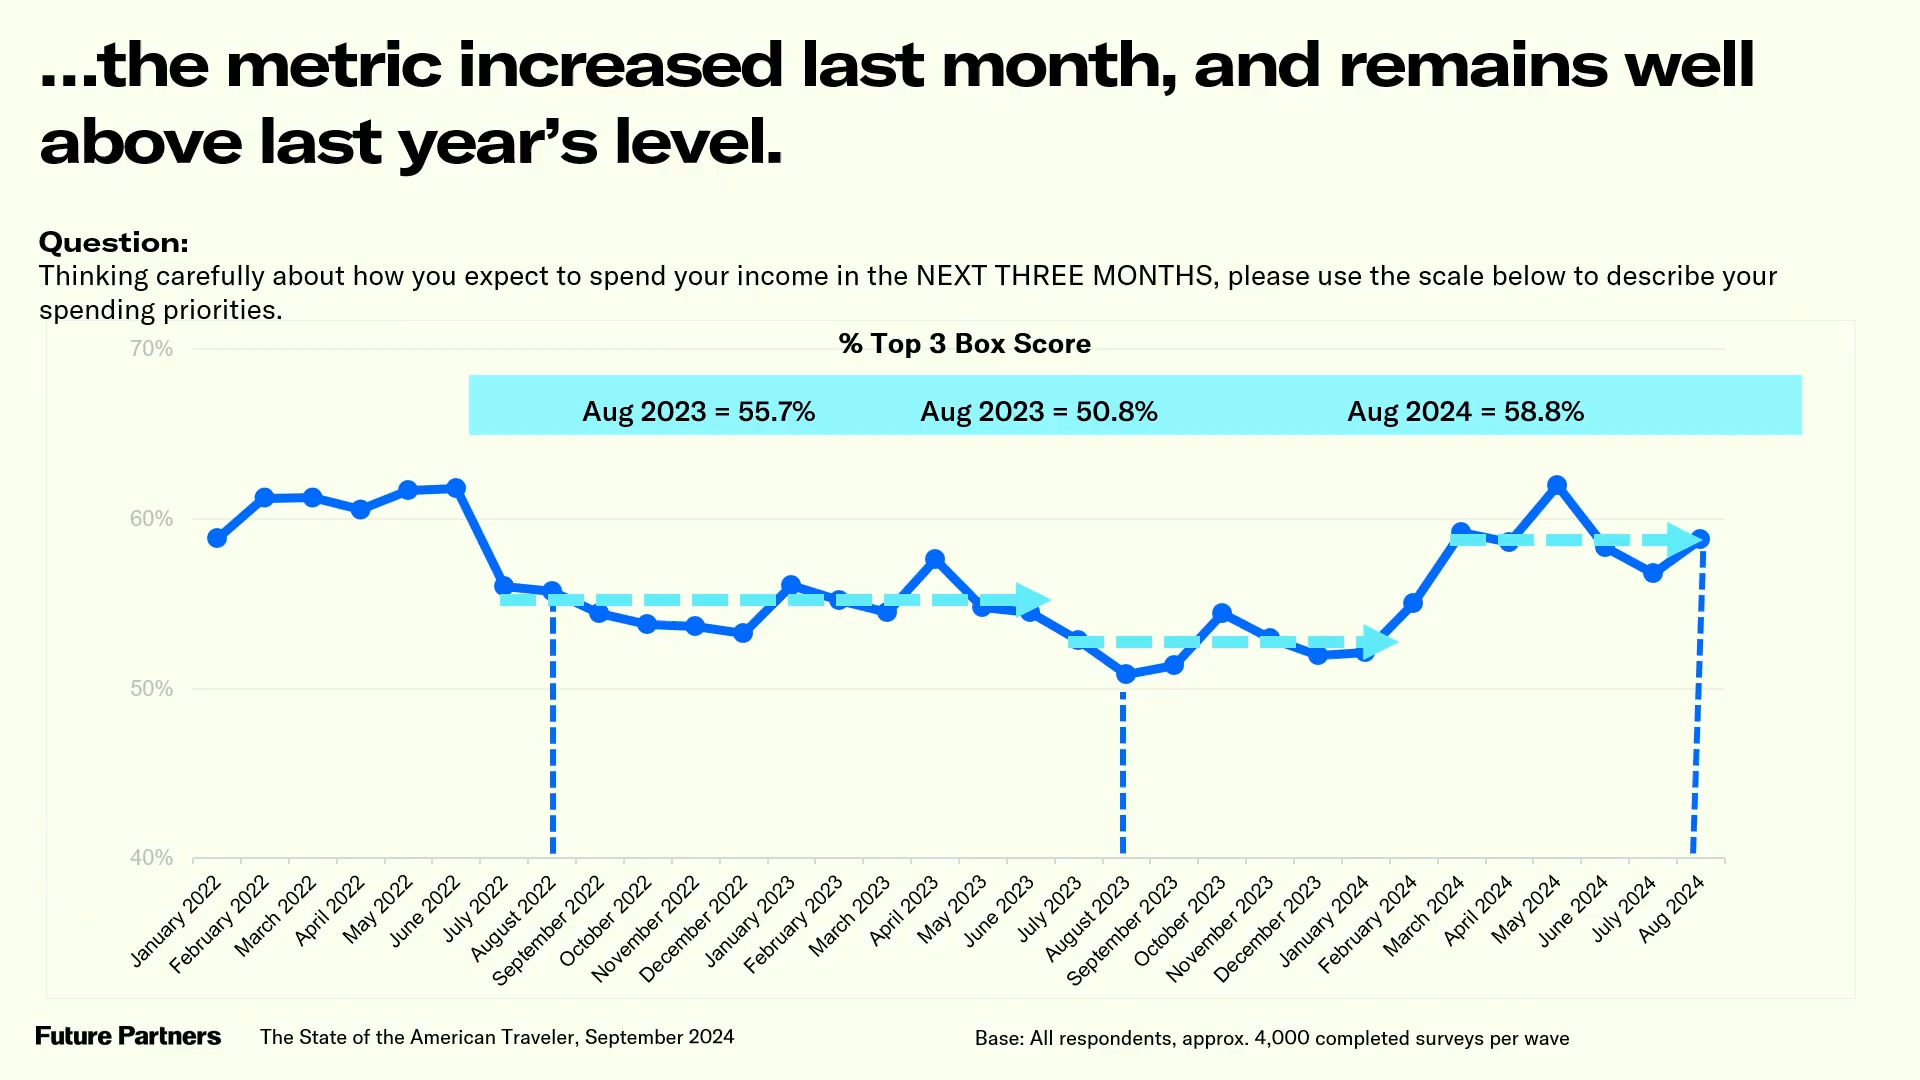 ...the metric increased last month, and remains well
above last year’s level.
Question:
Thinking carefully about how you expect to spend your income in the NEXT THREE MONTHS, please use the scale below to describe your
spending priorities.
% Top 3 Box Score
Aug 2023 = 55.7% Aug 2023 = 50.8% Aug 2024 = 58.8%
70%
60%
50%
40%
January 2022
February 2022
March 2022
April 2022
May 2022
June 2022
July 2022
August 2022
September 2022
October 2022
November 2022
December 2022
January 2023
February 2023
March 2023
April 2023
May 2023
June 2023
July 2023
August 2023
September 2023
October 2023
November 2023
December 2023
January 2024
February 2024
March 2024
April 2024
May 2024
June 2024
July 2024
Aug 2024
Future Partners The State of the American Traveler, September 2024 Base: All respondents, approx. 4,000 completed surveys per wave